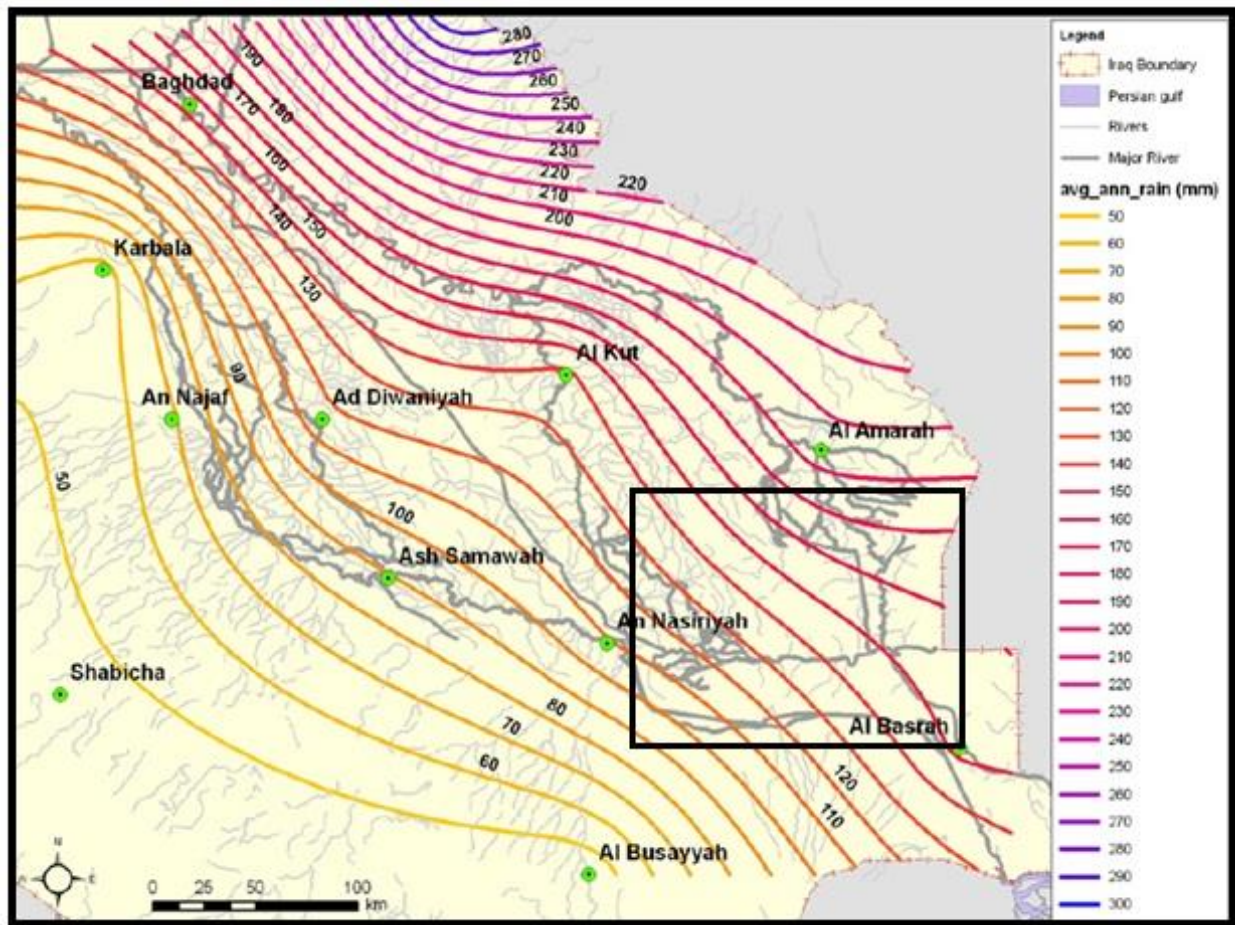 280
270
260
250
240
230
220
210
220
200
190
180
170
160
150
140
130
Baghdad
Karbala
An Najaf
90
Ad Diwaniyah
Al Kut
Al Amarah
50
100
Ash Samawah
An Nasiriyah
Shabicha
80
70
60
Al Basrah
120
110
Al Busayyah
N
E
0 25 50 100
km
Legend
Iraq Boundary
Persian gulf
Rivers
Major River
avg_ann_rain (mm)
50
60
70
80
90
100
110
120
130
140
150
160
170
180
190
200
210
220
230
240
250
260
270
280
290
300